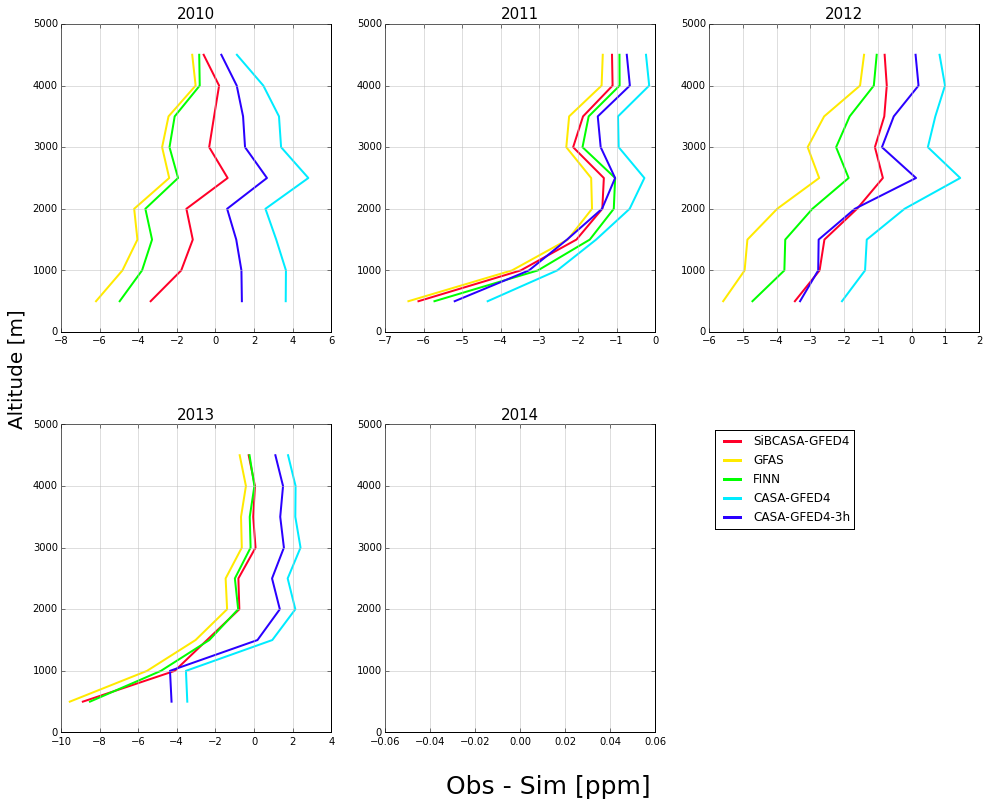 2010
2011
2012
5000
4000
3000
2000
1000
0
−8 −6 −4 −2 0 2 4 6
5000
4000
3000
2000
1000
0
−7 −6 −5 −4 −3 −2 −1 0
5000
4000
3000
2000
1000
0
−6 −5 −4 −3 −2 −1 0 1 2
Altitude [m]
2013
2014
5000
4000
3000
2000
1000
0
−10 −8 −6 −4 −2 0 2 4
5000
4000
3000
2000
1000
0
−0.06 −0.04 −0.02 0.00 0.02 0.04 0.06
SiBCASA-GFED4
GFAS
FINN
CASA-GFED4
CASA-GFED4-3h
Obs - Sim [ppm]